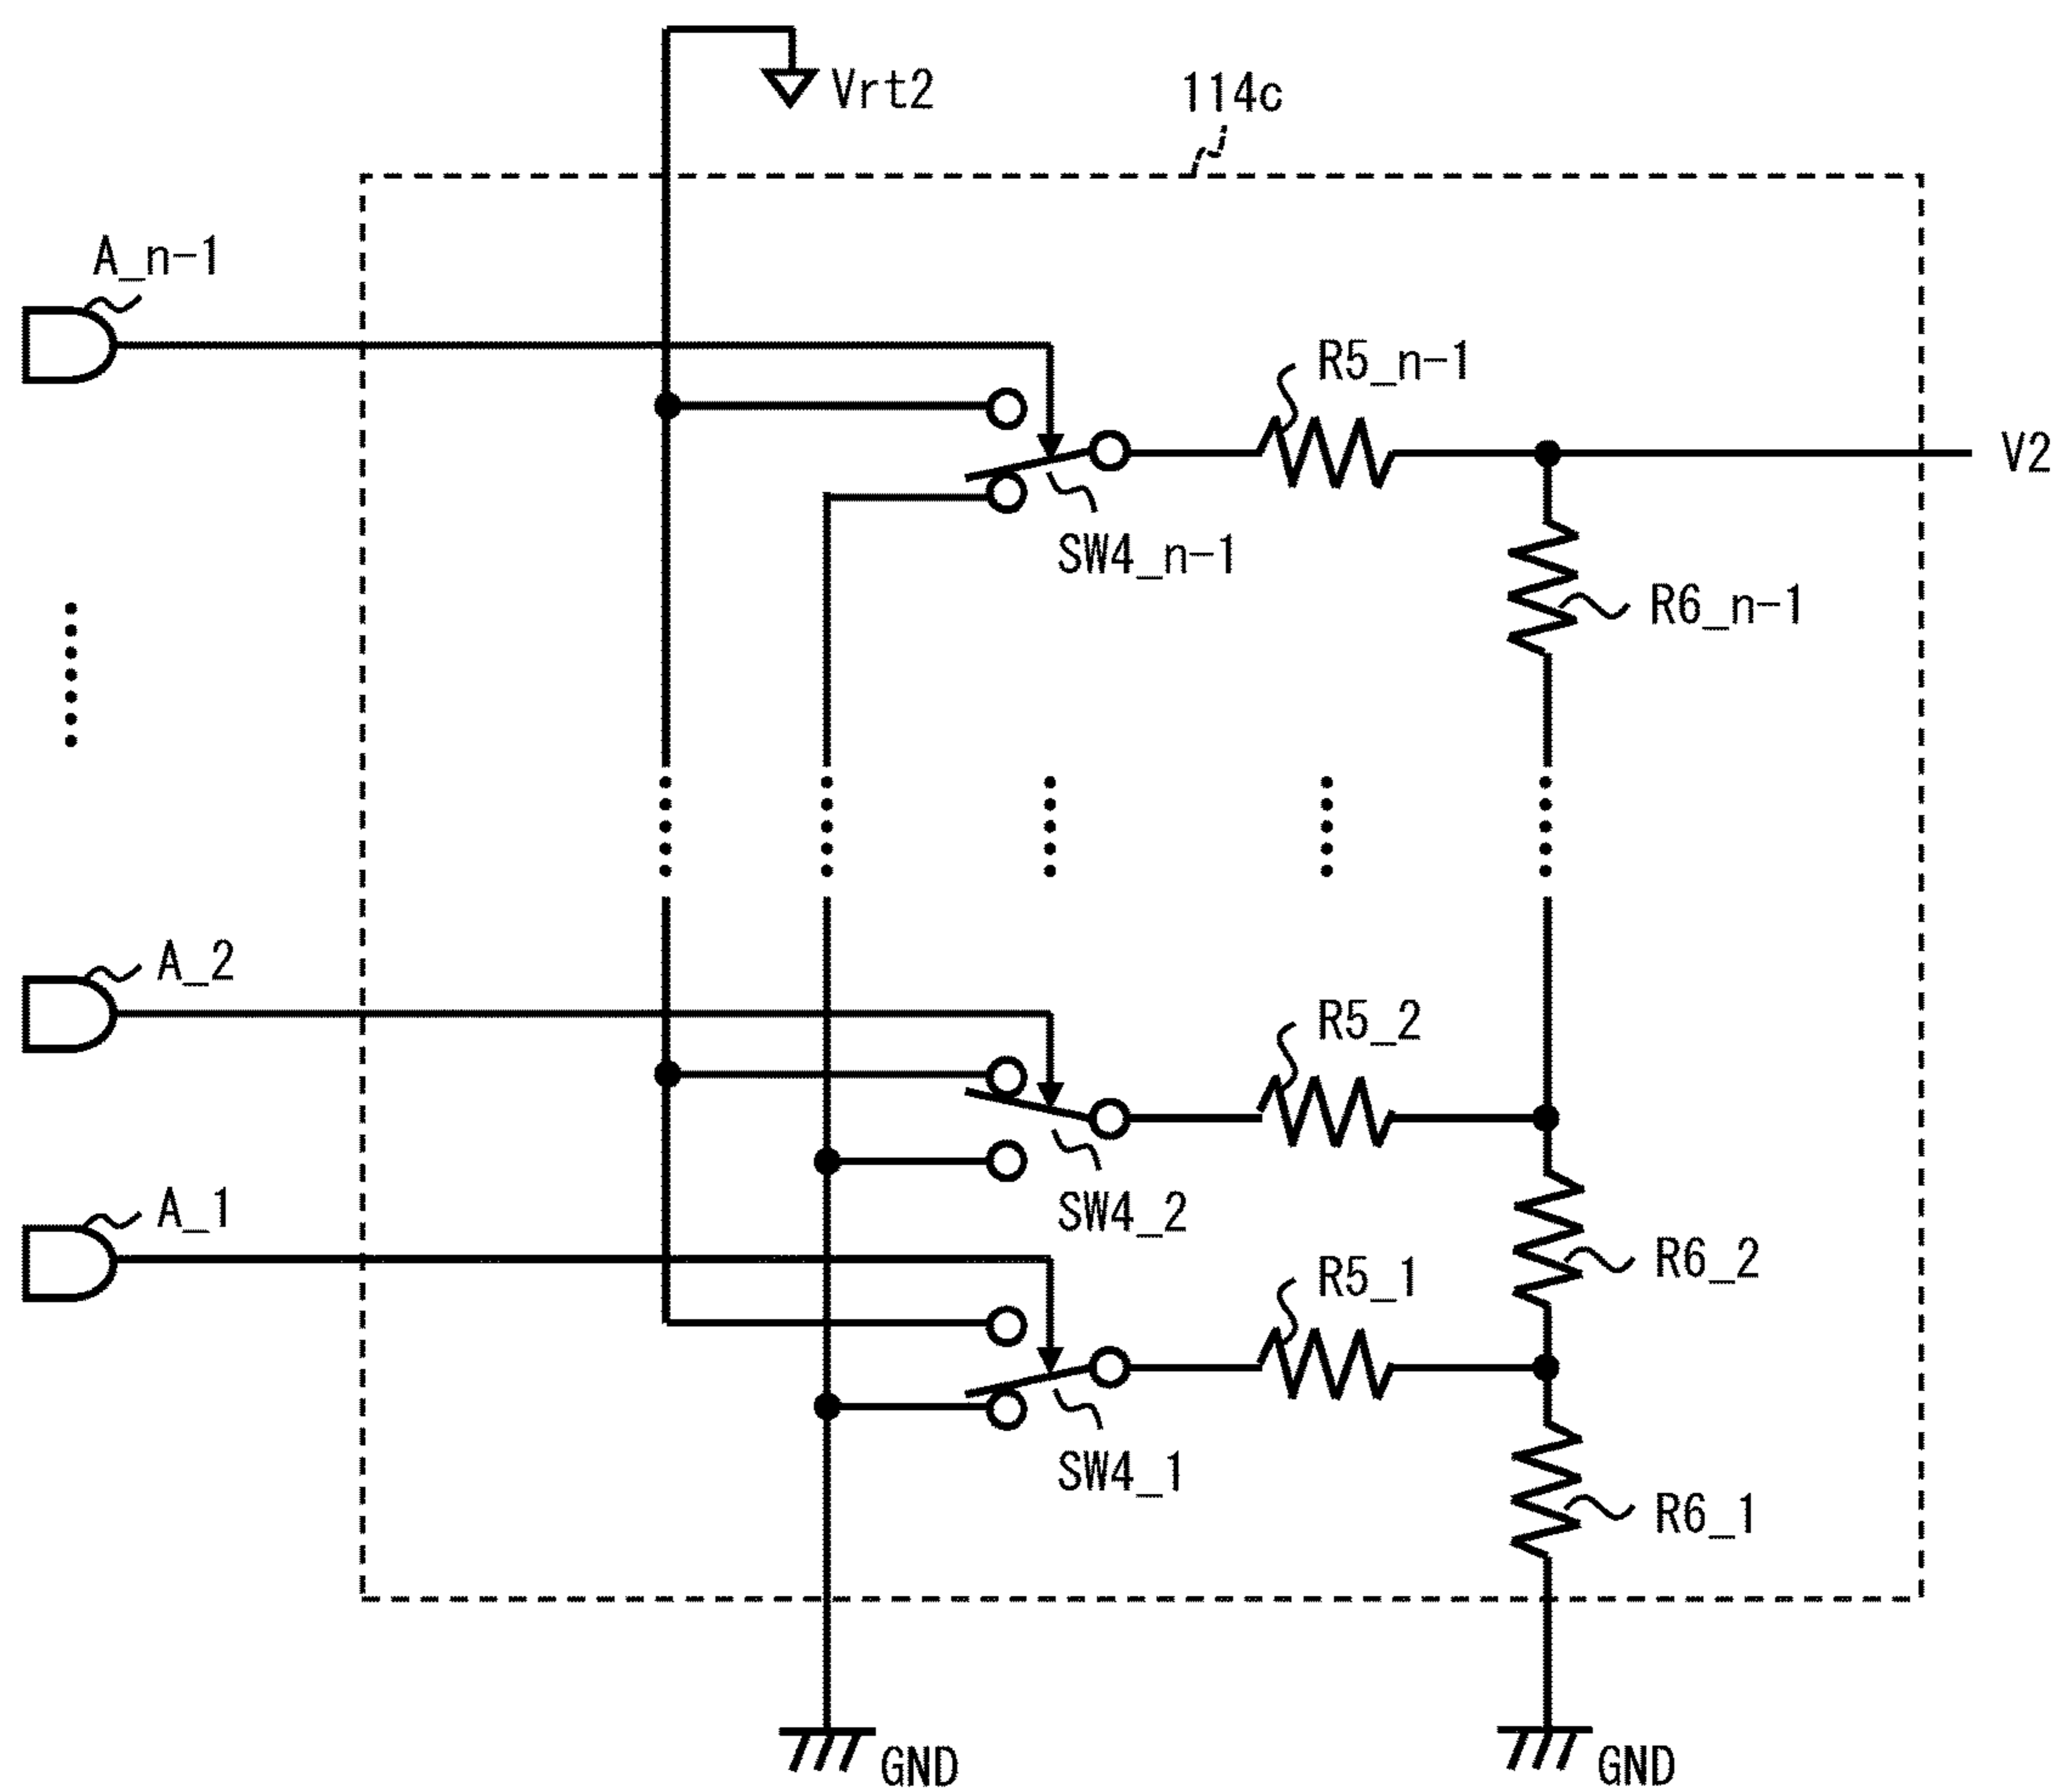 Vrt2
114c
A_n-1
R5_n-1
V2
SW4_n-1
R6_n-1
A_2
R5_2
A_1
SW4_2
R6_2
R5_1
SW4_1
R6_1
GND
GND